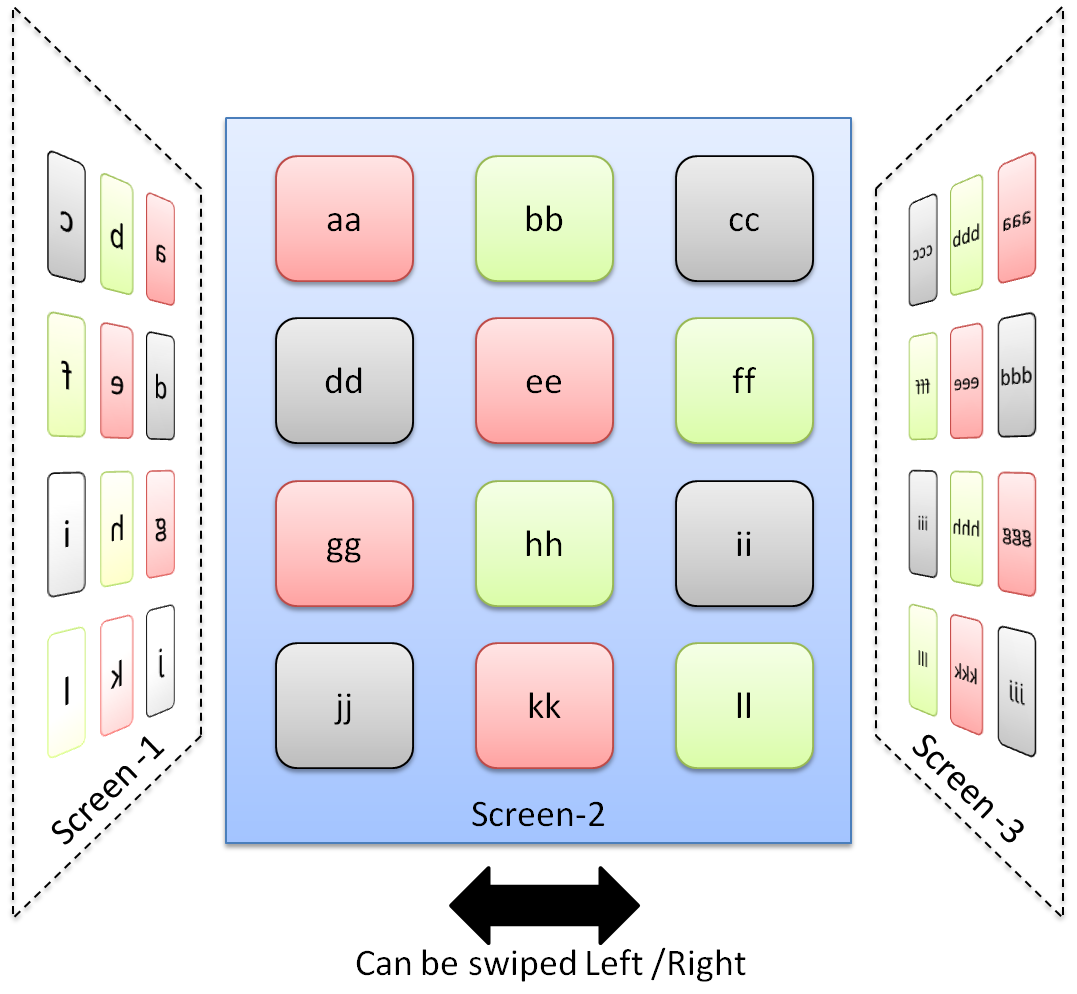 c
b
a
f
e
d
i
h
g
l
k
j
Screen -1
aa
bb
cc
dd
ee
ff
gg
hh
ii
jj
kk
ll
Screen-2
ccc
bbb
aaa
fff
eee
ddd
iii
hhh
ggg
lll
kkk
jjj
Screen -3
Can be swiped Left /Right